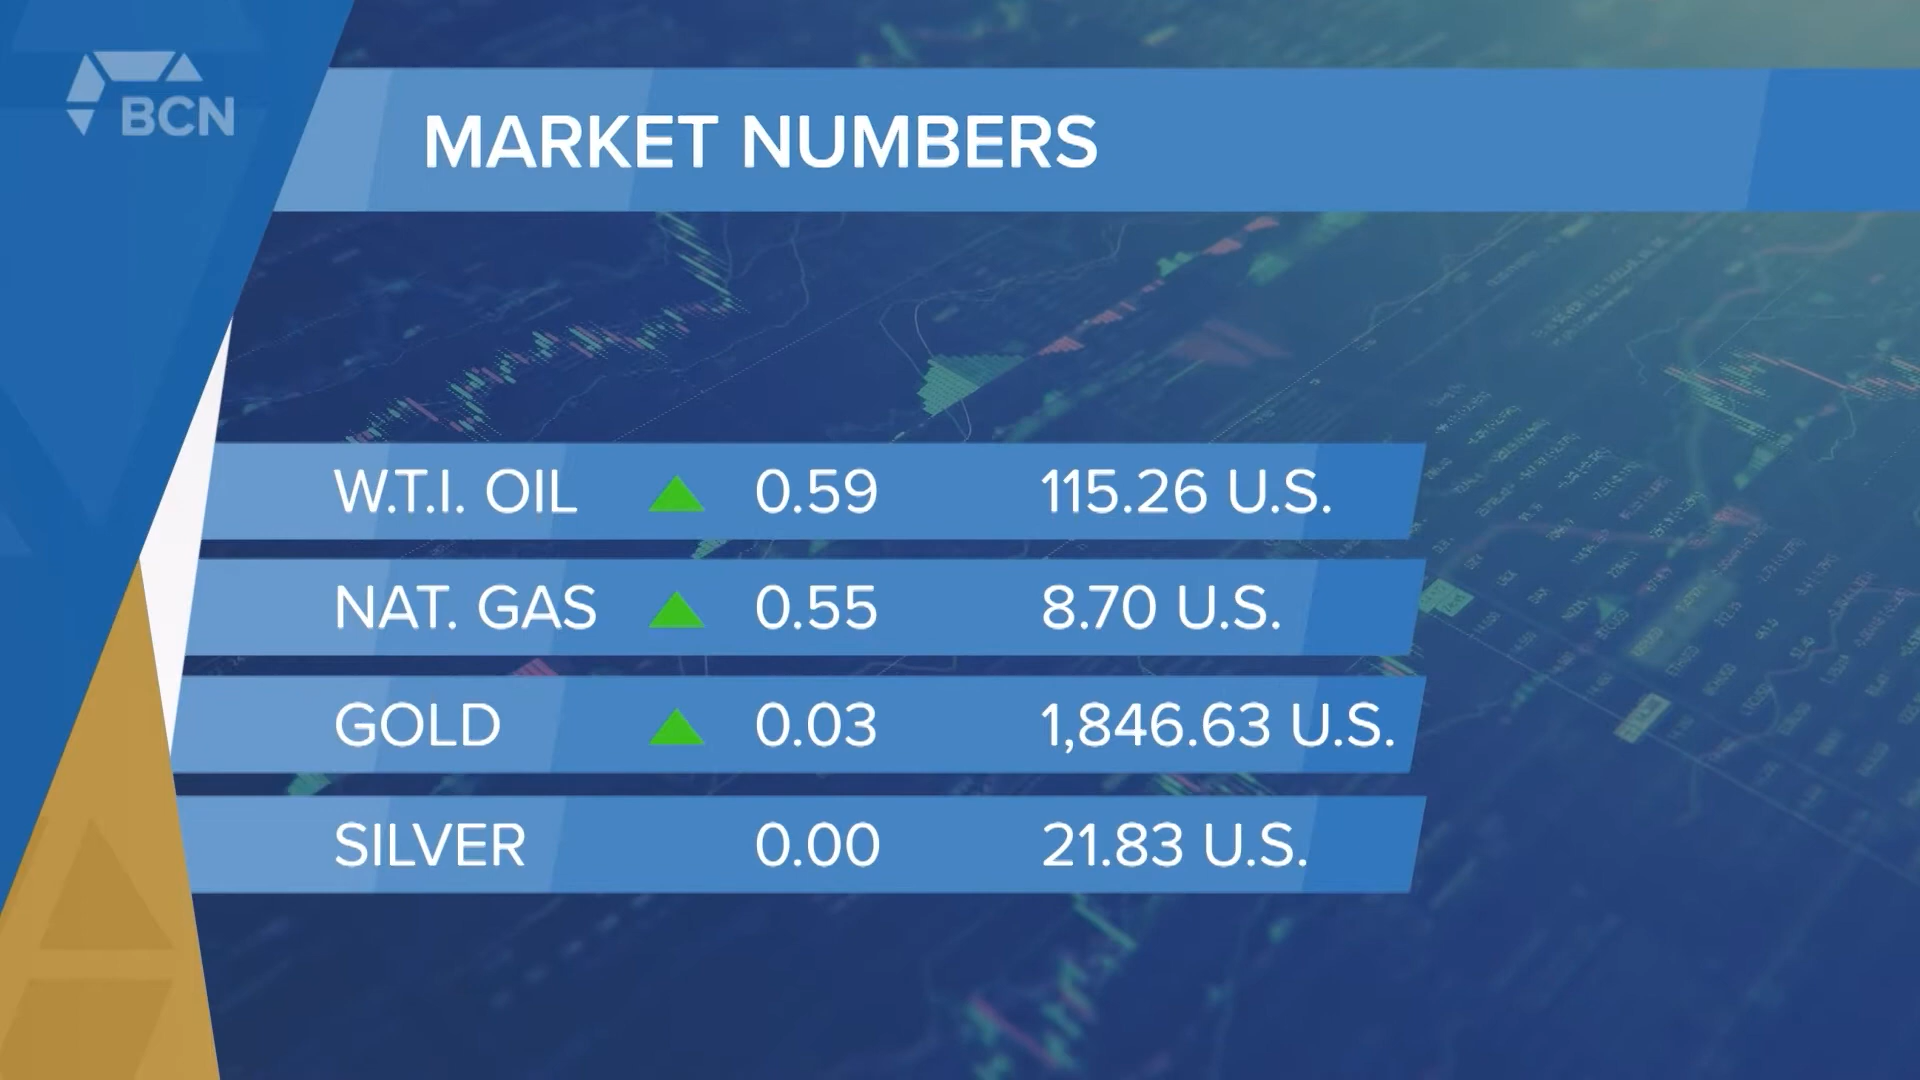 BCN
MARKET NUMBERS
W.T.I. OIL ▲ 0.59 115.26 U.S.
NAT. GAS ▲ 0.55 8.70 U.S.
GOLD ▲ 0.03 1,846.63 U.S.
SILVER 0.00 21.83 U.S.